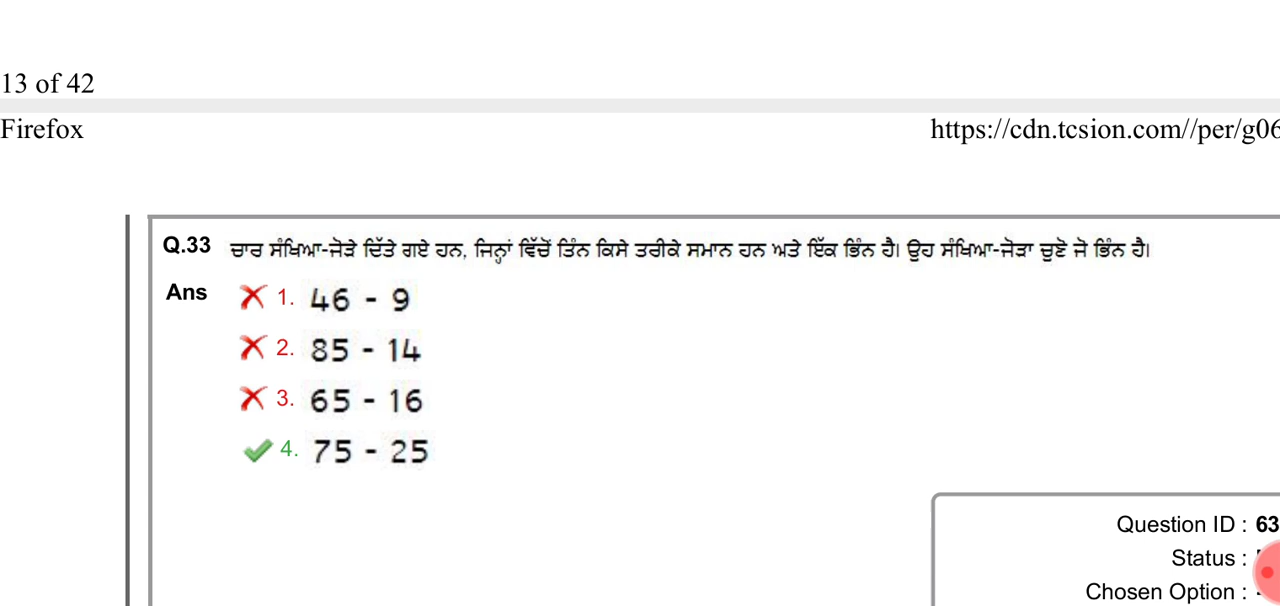 13 of 42
Firefox https://cdn.tcsion.com//per/g06
Q.33 ਚਾਰ ਸੰਖਿਆ-ਜੋੜੇ ਦਿੱਤੇ ਗਏ ਹਨ, ਜਿਨ੍ਹਾਂ ਵਿੱਚੋਂ ਤਿੰਨ ਕਿਸੇ ਤਰੀਕੇ ਸਮਾਨ ਹਨ ਅਤੇ ਇੱਕ ਭਿੰਨ ਹੈ। ਉਹ ਸੰਖਿਆ-ਜੋੜਾ ਚੁਣੋ ਜੋ ਭਿੰਨ ਹੈ।
Ans 1. 46 - 9
2. 85 - 14
3. 65 - 16
4. 75 - 25
Question ID : 63
Status :
Chosen Option :